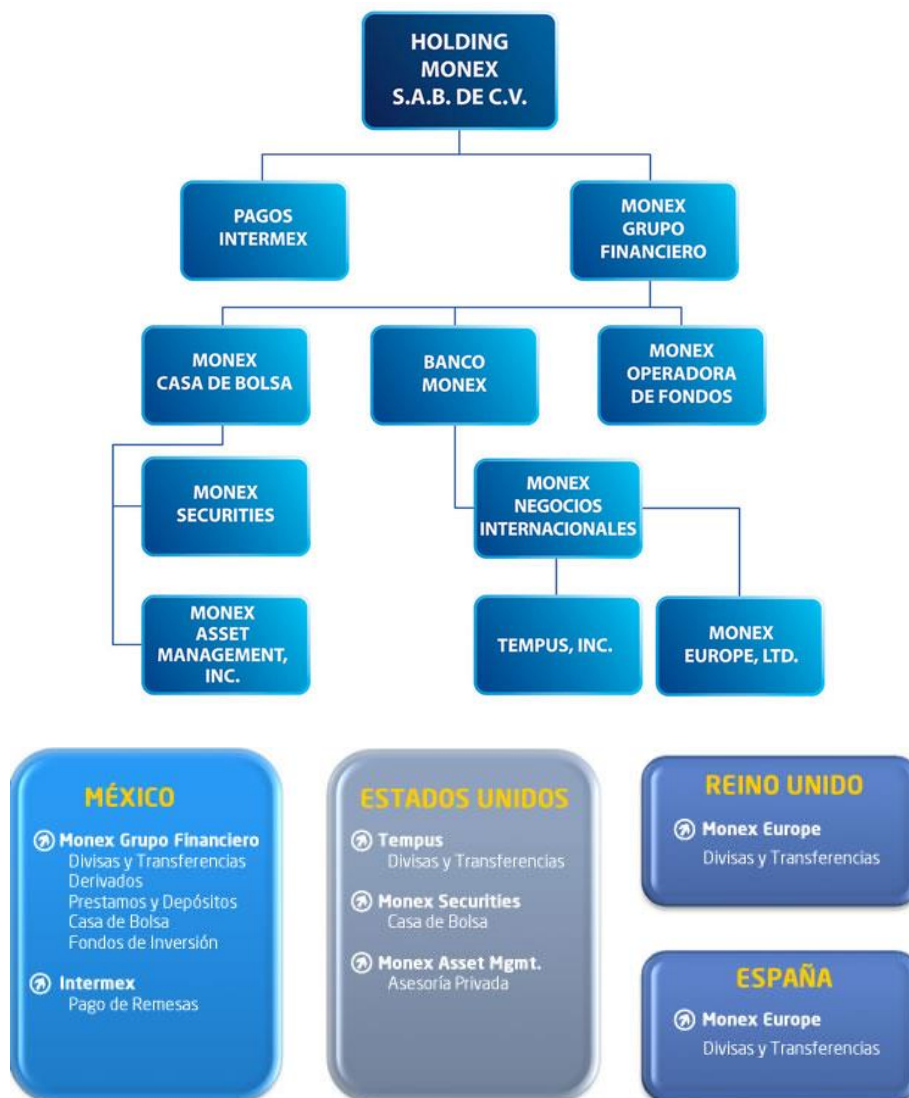 HOLDING
MONEX
S.A.B. DE C.V.
PAGOS
INTERMEX
MONEX
GRUPO
FINANCIERO
MONEX
CASA DE BOLSA
BANCO
MONEX
MONEX
OPERADORA
DE FONDOS
MONEX
SECURITIES
MONEX
NEGOCIOS
INTERNACIONALES
MONEX
ASSET
MANAGEMENT,
INC.
TEMPUS, INC.
MONEX
EUROPE, LTD.
MÉXICO
Monex Grupo Financiero
Divisas y Transferencias
Derivados
Prestamos y Depósitos
Casa de Bolsa
Fondos de Inversión
Intermex
Pago de Remesas
ESTADOS UNIDOS
Tempus
Divisas y Transferencias
Monex Securities
Casa de Bolsa
Monex Asset Mgmt.
Asesoría Privada
REINO UNIDO
Monex Europe
Divisas y Transferencias
ESPAÑA
Monex Europe
Divisas y Transferencias